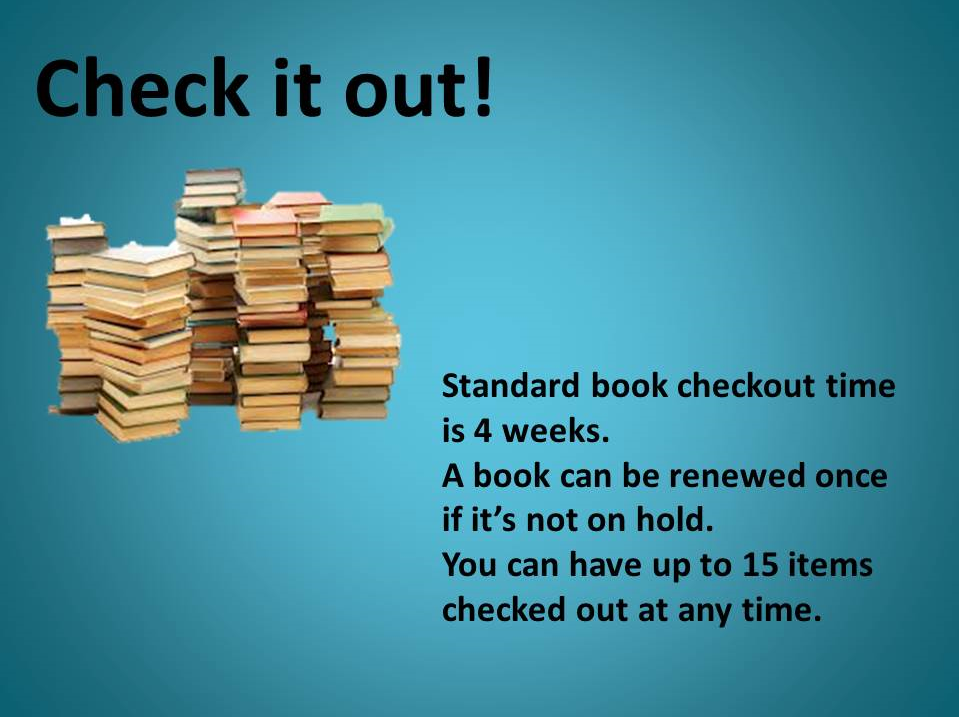 Check it out!
Standard book checkout time
is 4 weeks.
A book can be renewed once
if it’s not on hold.
You can have up to 15 items
checked out at any time.